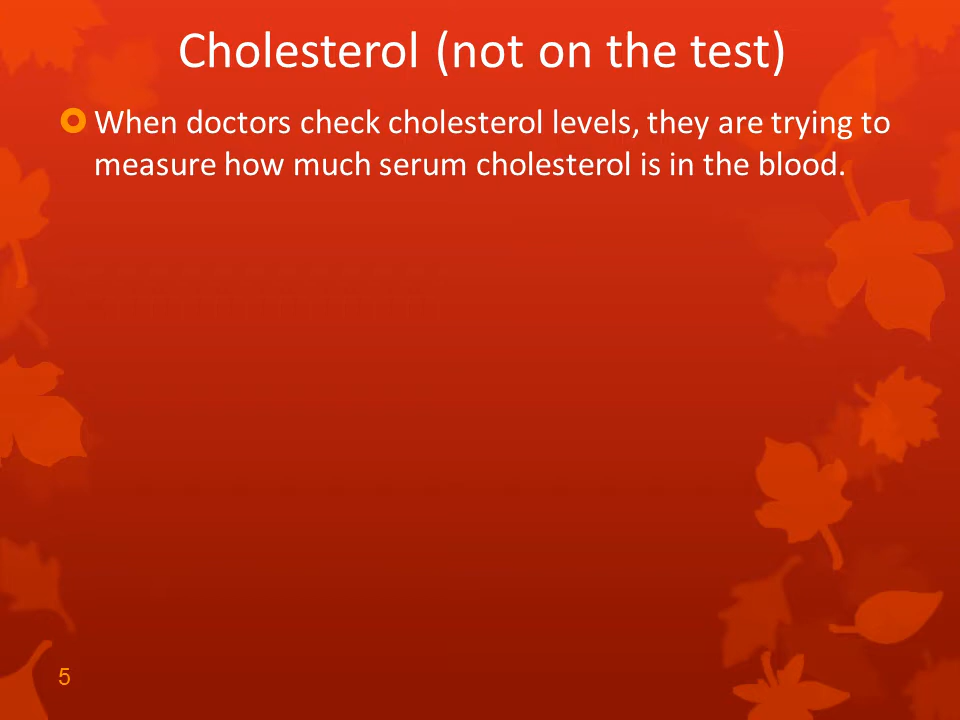 Cholesterol (not on the test)
When doctors check cholesterol levels, they are trying to
measure how much serum cholesterol is in the blood.
5